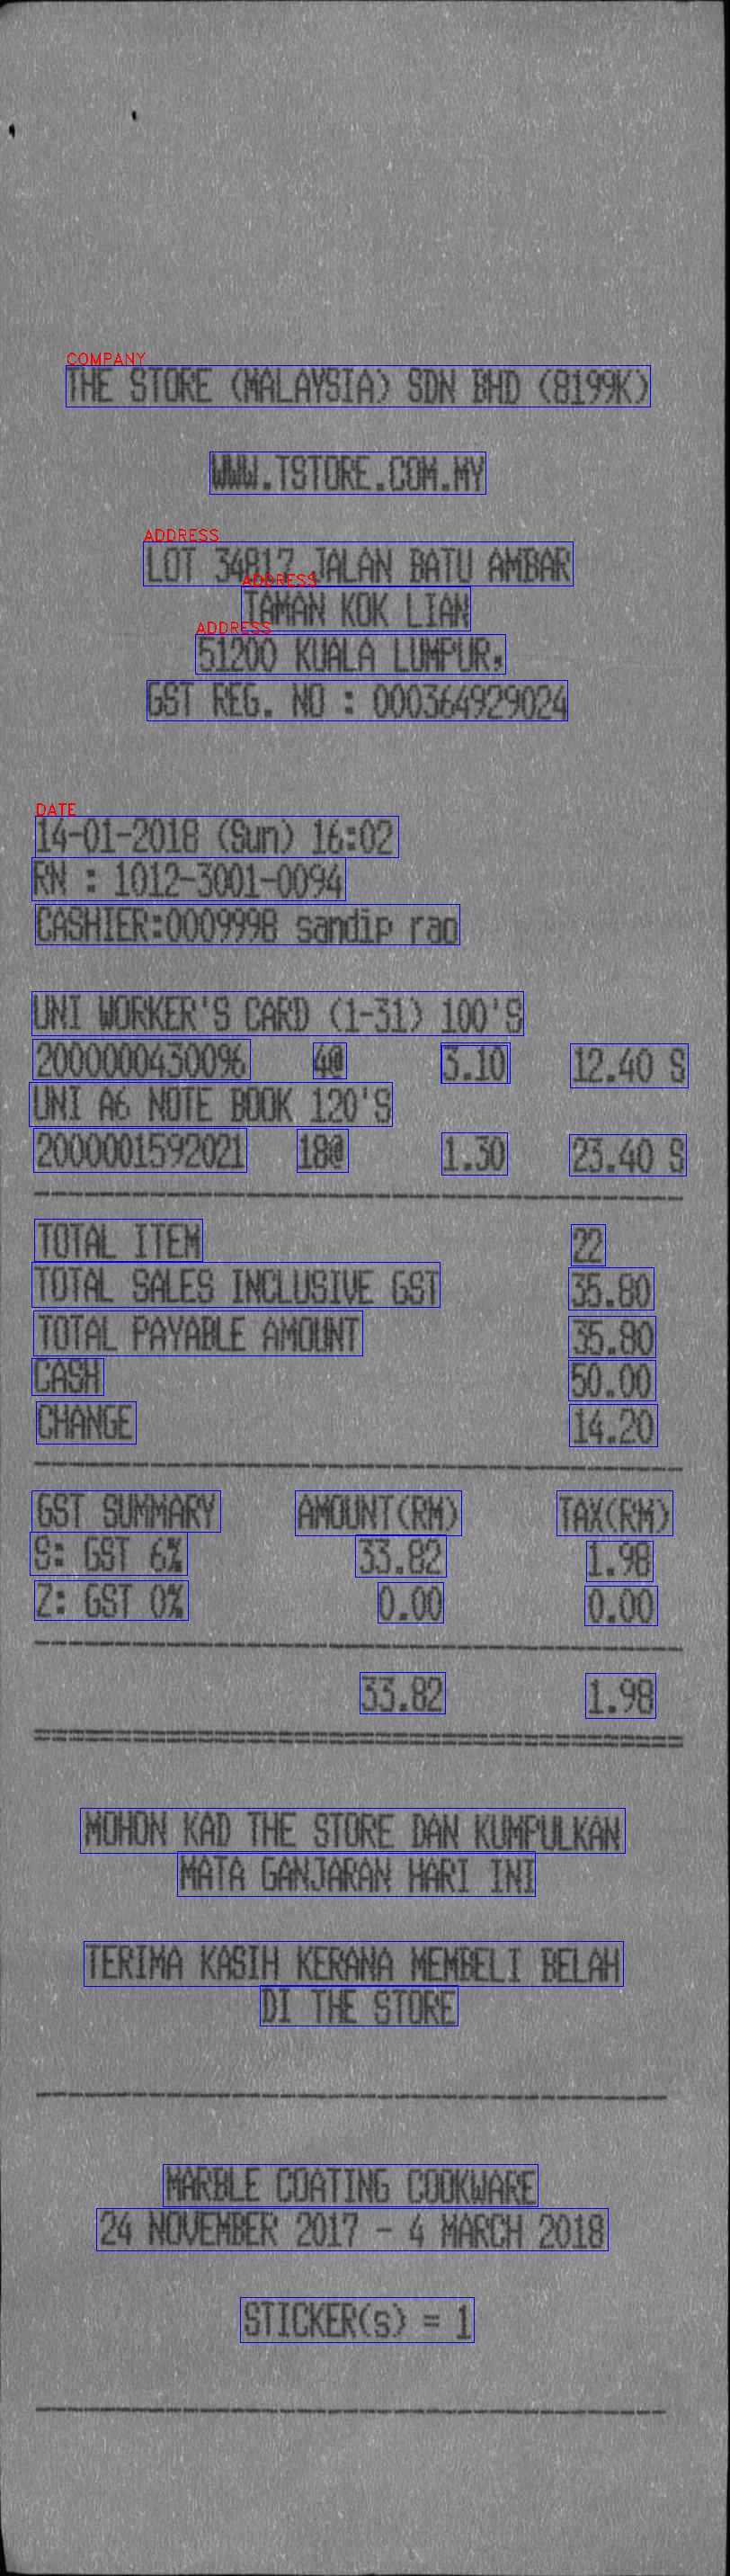 COMPANY
THE STORE (MALAYSIA) SDN BHD (8199K)
WWW.TSTORE.COM.MY
ADDRESS
LOT 34817 JALAN BATU AMBAR
ADDRESS
TAMAN KOK LIAN
ADDRESS
51200 KUALA LUMPUR,
GST REG. NO : 000364929024
DATE
14-01-2018 (Sun) 16:02
RN : 1012-3001-0094
CASHIER:0009998 sandip rao
UNI WORKER'S CARD (1-31) 100'S
2000000430096 4@ 3.10 12.40 S
UNI A6 NOTE BOOK 120'S
2000001592021 18@ 1.30 23.40 S
TOTAL ITEM 22
TOTAL SALES INCLUSIVE GST 35.80
TOTAL PAYABLE AMOUNT 35.80
CASH 50.00
CHANGE 14.20
GST SUMMARY AMOUNT(RM) TAX(RM)
S: GST 6% 33.82 1.98
Z: GST 0% 0.00 0.00
33.82 1.98
MOHON KAD THE STORE DAN KUMPULKAN
MATA GANJARAN HARI INI
TERIMA KASIH KERANA MEMBELI BELAH
DI THE STORE
MARBLE COATING COOKWARE
24 NOVEMBER 2017 - 4 MARCH 2018
STICKER(s) = 1